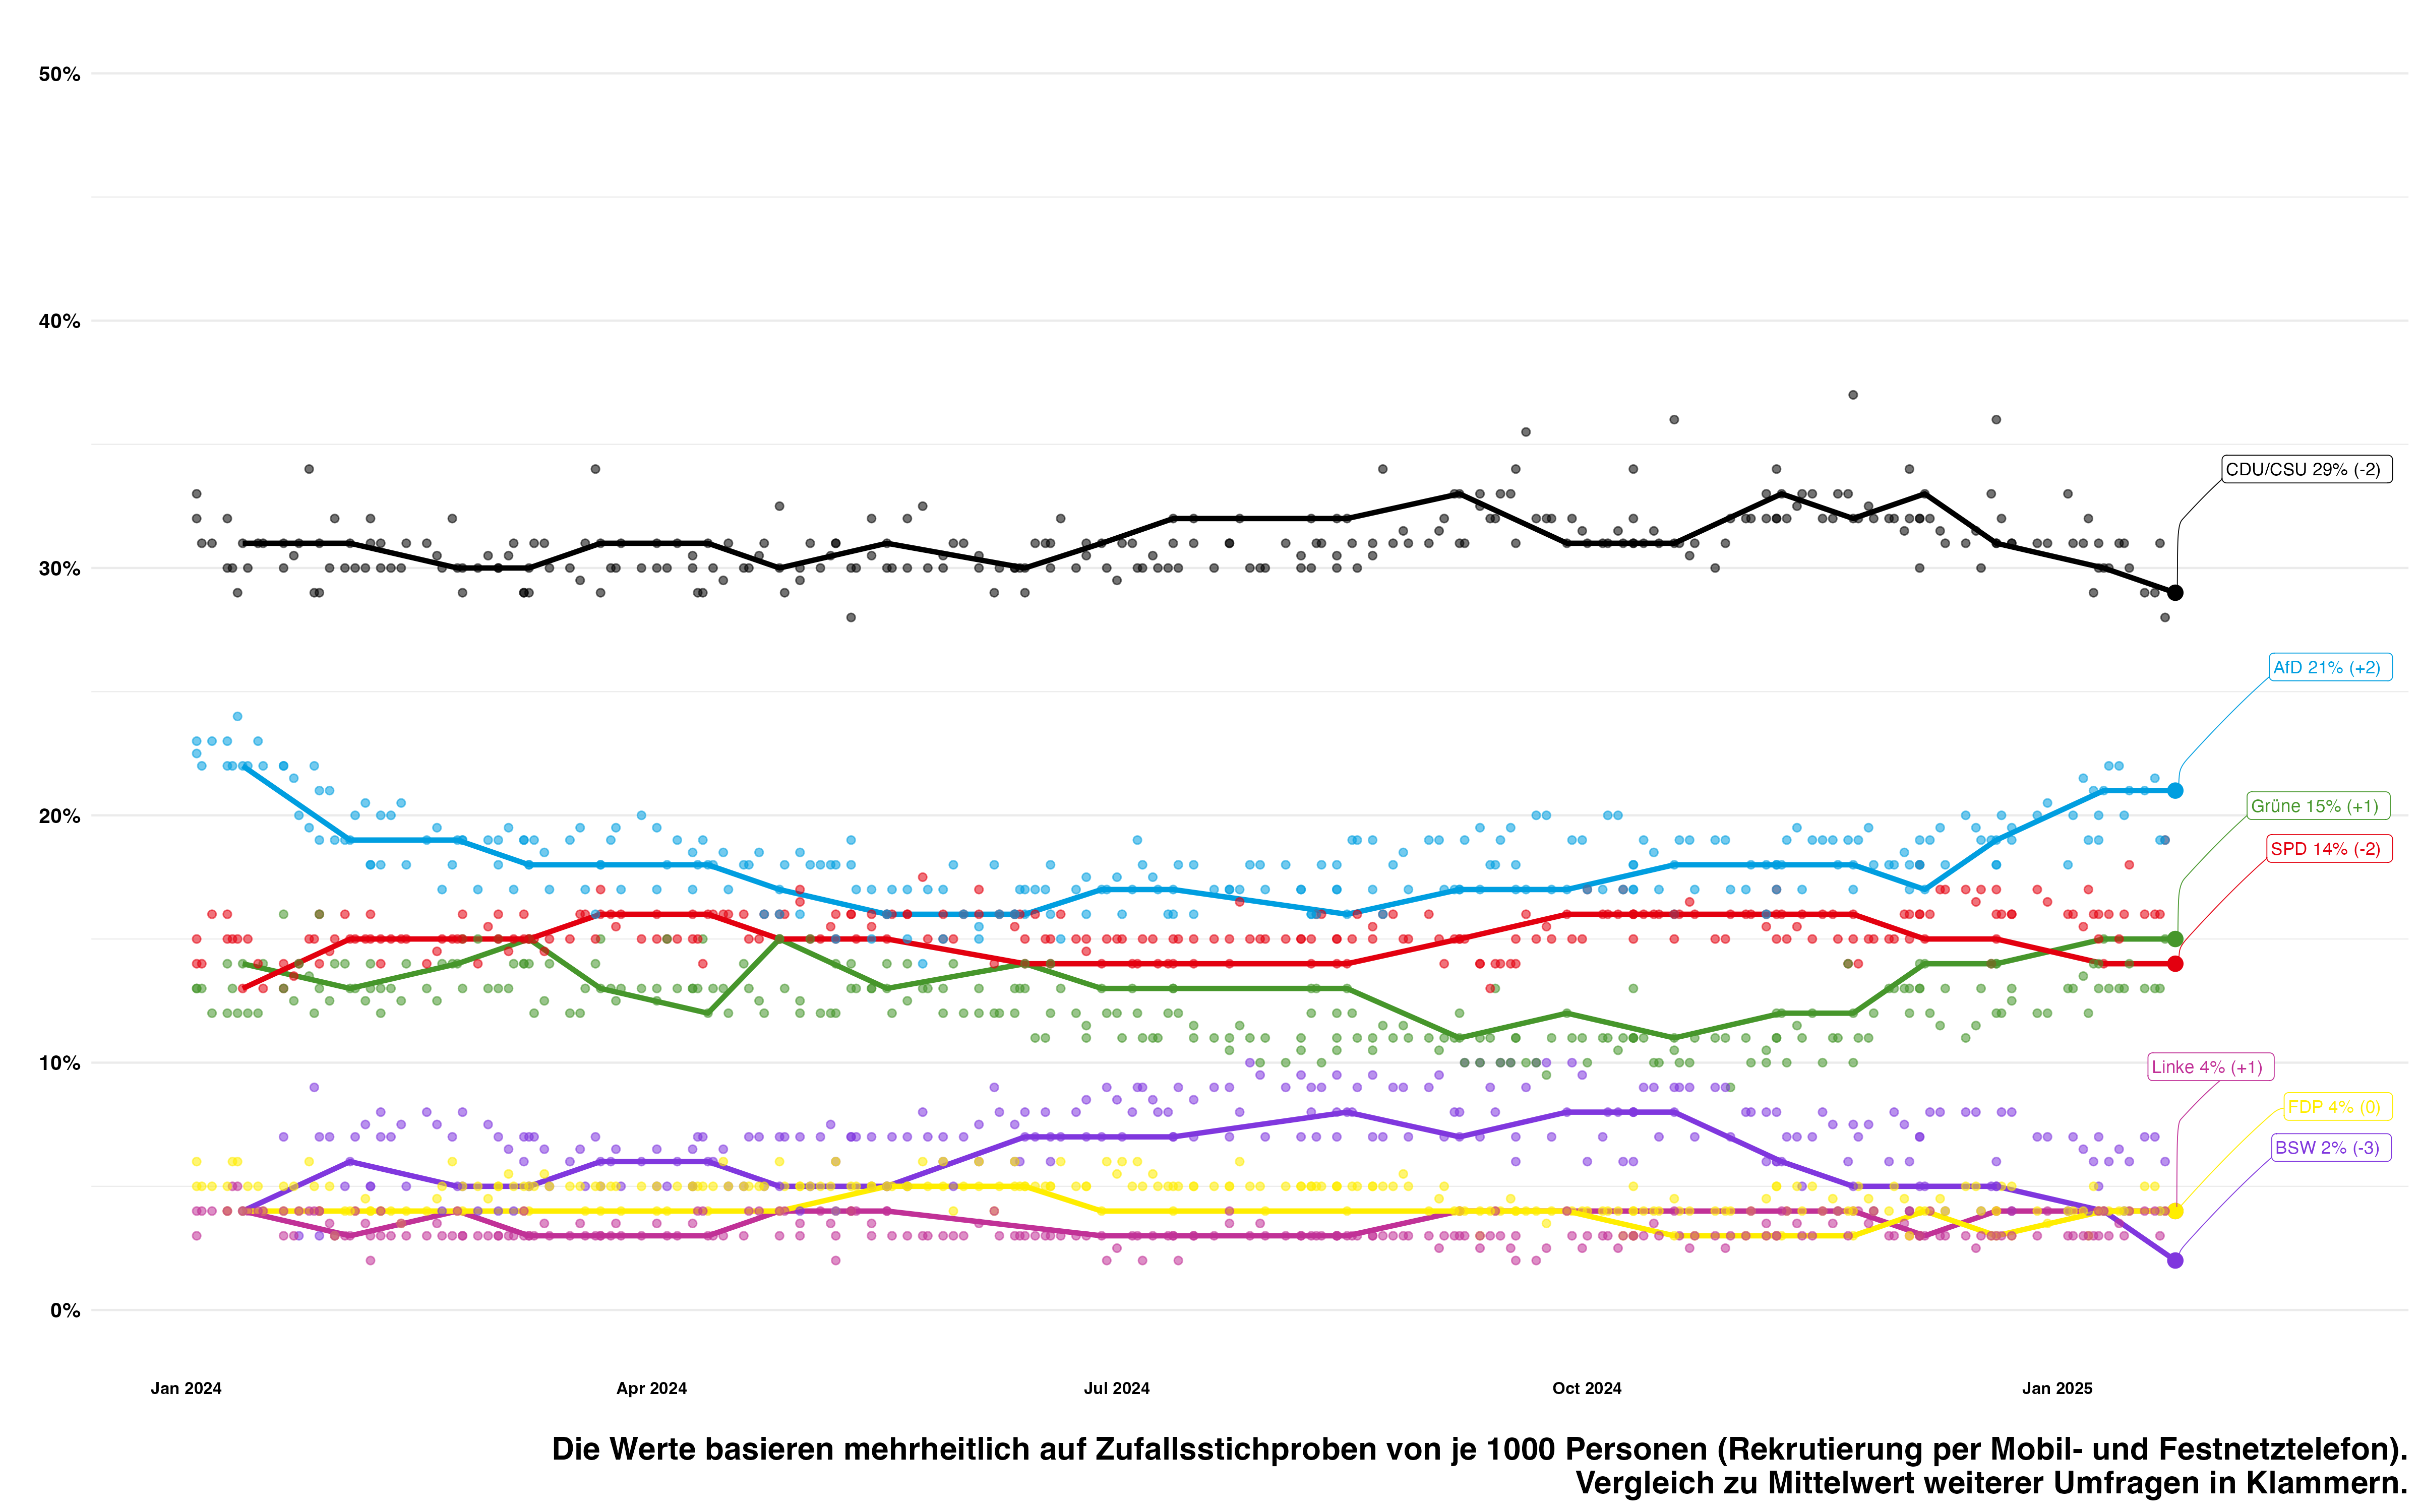 50%
40%
30%
20%
10%
0%
CDU/CSU 29% (-2)
AfD 21% (+2)
Grüne 15% (+1)
SPD 14% (-2)
Linke 4% (+1)
FDP 4% (0)
BSW 2% (-3)
Jan 2024
Apr 2024
Jul 2024
Oct 2024
Jan 2025
Die Werte basieren mehrheitlich auf Zufallsstichproben von je 1000 Personen (Rekrutierung per Mobil- und Festnetztelefon).
Vergleich zu Mittelwert weiterer Umfragen in Klammern.